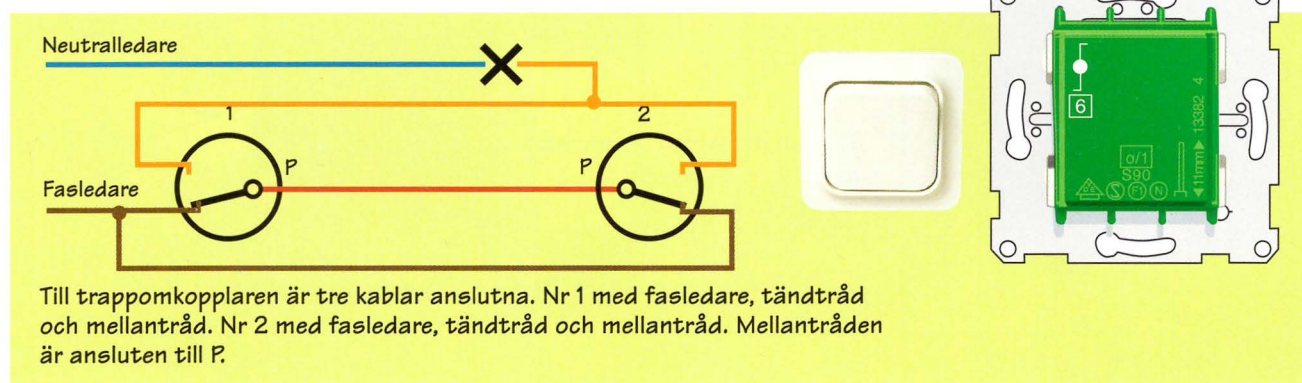 Neutralledare
1
2
P
P
Fasledare
6
13382 4
o/1
S90
11mm
F1
N
Till trappomkopplaren är tre kablar anslutna. Nr 1 med fasledare, tändtråd
och mellantråd. Nr 2 med fasledare, tändtråd och mellantråd. Mellantråden
är ansluten till P.